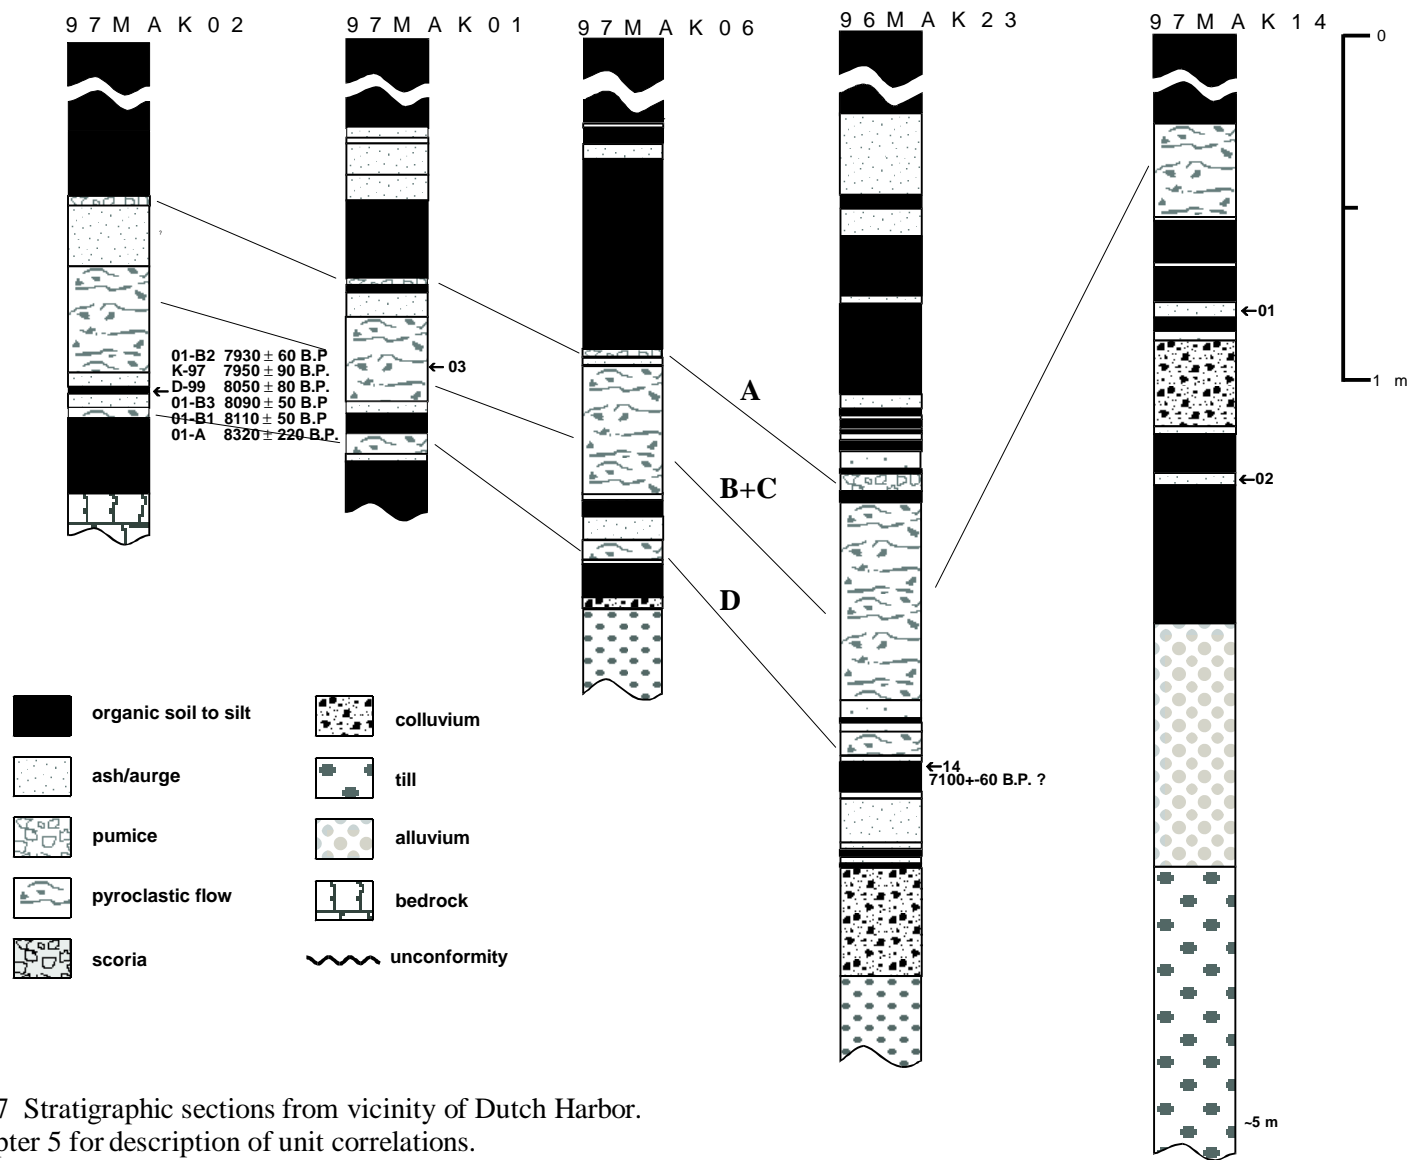 97MAK02
97MAK01
97MAK06
96MAK23
97MAK14
0
1 m
01-B2 7930 ± 60 B.P
K-97 7950 ± 90 B.P.
D-99 8050 ± 80 B.P.
01-B3 8090 ± 50 B.P
01-B1 8110 ± 50 B.P
01-A 8320 ± 220 B.P.
←03
A
B+C
D
←14
7100+-60 B.P. ?
←01
←02
~5 m
organic soil to silt
ash/aurge
pumice
pyroclastic flow
scoria
colluvium
till
alluvium
bedrock
unconformity
7 Stratigraphic sections from vicinity of Dutch Harbor.
pter 5 for description of unit correlations.